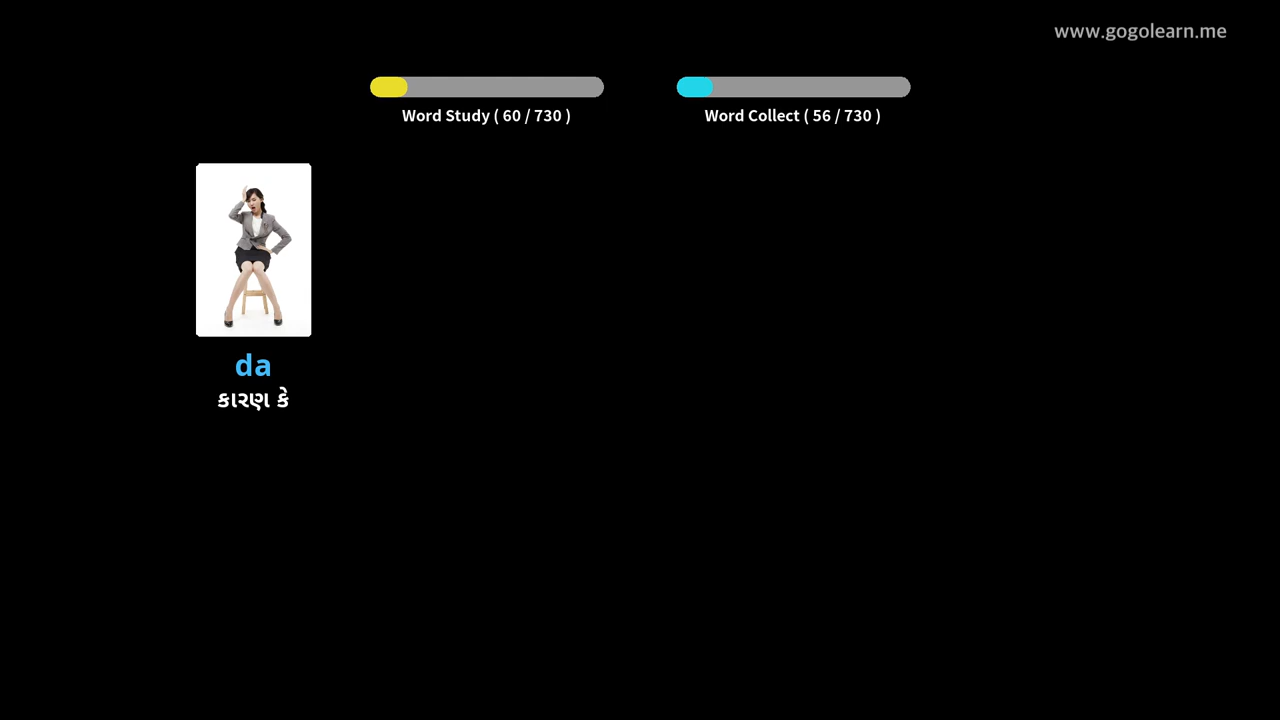 www.gogolearn.me
Word Study ( 60 / 730 )
Word Collect ( 56 / 730 )
da
કારણ કે